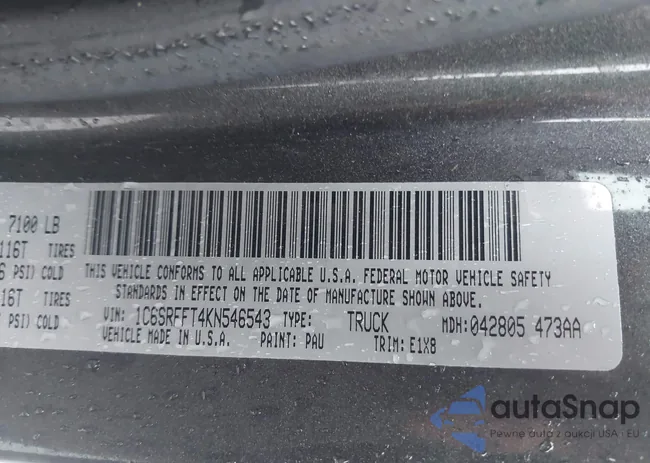 7100 LB
116T TIRES
6 PSI) COLD
16T TIRES
PSI) COLD
THIS VEHICLE CONFORMS TO ALL APPLICABLE U.S.A. FEDERAL MOTOR VEHICLE SAFETY
STANDARDS IN EFFECT ON THE DATE OF MANUFACTURE SHOWN ABOVE.
VIN: 1C6SRFFT4KN546543 TYPE: TRUCK MDH:042805 473AA
VEHICLE MADE IN U.S.A. PAINT: PAU TRIM: E1X8
autaSnap
Pewne auta z aukcji USA i EU